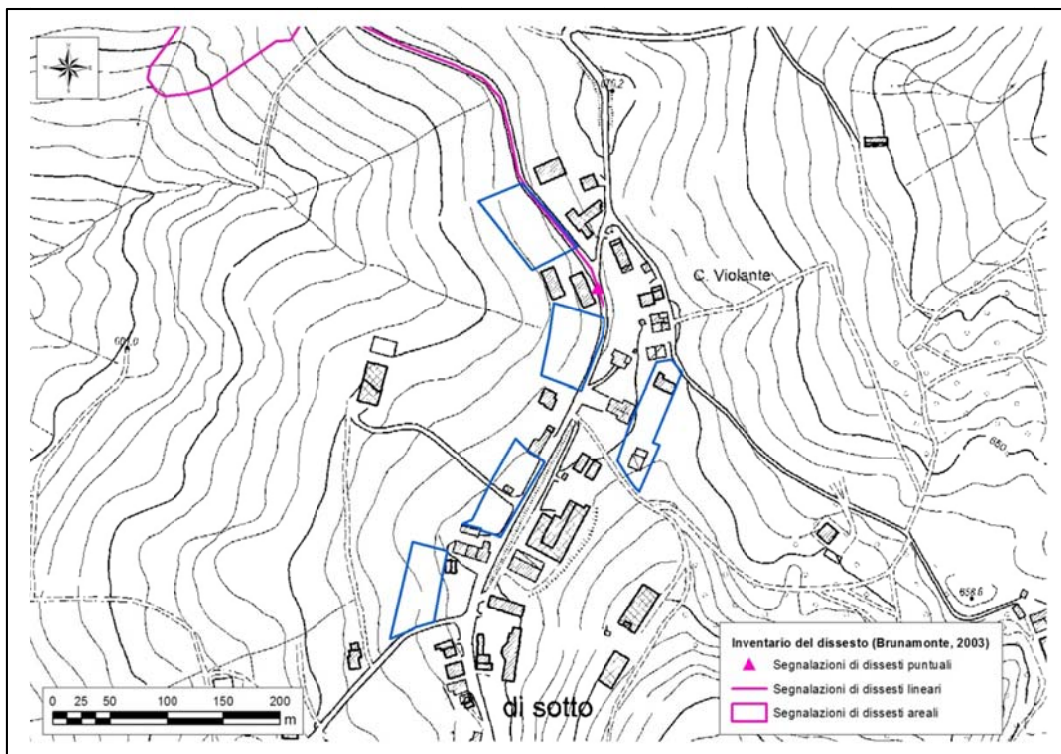 C. Violante
650
658.6
di sotto
0 25 50 100 150 200
m
Inventario del dissesto (Brunamonte, 2003)
Segnalazioni di dissesti puntuali
Segnalazioni di dissesti lineari
Segnalazioni di dissesti areali